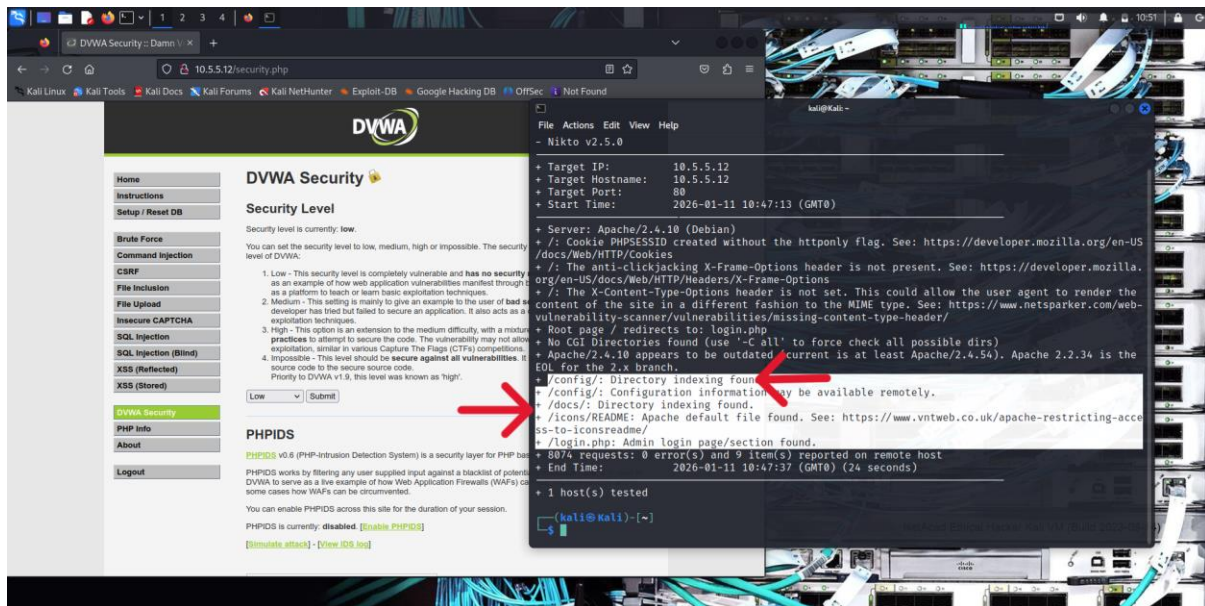 1 2 3 4
10:51
DVWA Security :: Damn V
10.5.5.12/security.php
Kali Linux Kali Tools Kali Docs Kali Forums Kali NetHunter Exploit-DB Google Hacking DB OffSec Not Found
DVWA
Home
Instructions
Setup / Reset DB
Brute Force
Command Injection
CSRF
File Inclusion
File Upload
Insecure CAPTCHA
SQL Injection
SQL Injection (Blind)
XSS (Reflected)
XSS (Stored)
DVWA Security
PHP Info
About
Logout
DVWA Security
Security Level
Security level is currently: low.
You can set the security level to low, medium, high or impossible. The security
level of DVWA:
1. Low - This security level is completely vulnerable and has no security
as an example of how web application vulnerabilities manifest through
as a platform to teach or learn basic exploitation techniques.
2. Medium - This setting is mainly to give an example to the user of bad
developer has tried but failed to secure an application. It also acts as a
exploitation techniques.
3. High - This option is an extension to the medium difficulty, with a
practices to attempt to secure the code. The vulnerability may not
exploitation, similar in various Capture The Flags (CTFs) competitions.
4. Impossible - This level should be secure against all vulnerabilities. It
source code to the secure source code.
Priority to DVWA v1.9, this level was known as 'high'.
Low Submit
PHPIDS
PHPIDS v0.6 (PHP-Intrusion Detection System) is a security layer for PHP
PHPIDS works by filtering any user supplied input against a blacklist of
DVWA to serve as a live example of how Web Application Firewalls (WAFs)
some cases how WAFs can be circumvented.
You can enable PHPIDS across this site for the duration of your session.
PHPIDS is currently: disabled. [Enable PHPIDS]
[Simulate attack] - [View IDS log]
kali@Kali: ~
File Actions Edit View Help
- Nikto v2.5.0
+ Target IP: 10.5.5.12
+ Target Hostname: 10.5.5.12
+ Target Port: 80
+ Start Time: 2026-01-11 10:47:13 (GMT0)
+ Server: Apache/2.4.10 (Debian)
+ /: Cookie PHPSESSID created without the httponly flag. See: https://developer.mozilla.org/en-US
/docs/Web/HTTP/Cookies
+ /: The anti-clickjacking X-Frame-Options header is not present. See: https://developer.mozilla.
org/en-US/docs/Web/HTTP/Headers/X-Frame-Options
+ /: The X-Content-Type-Options header is not set. This could allow the user agent to render the
content of the site in a different fashion to the MIME type. See: https://www.netsparker.com/web-
vulnerability-scanner/vulnerabilities/missing-content-type-header/
+ Root page / redirects to: login.php
+ No CGI Directories found (use '-C all' to force check all possible dirs)
+ Apache/2.4.10 appears to be outdated (current is at least Apache/2.4.54). Apache 2.2.34 is the
EOL for the 2.x branch.
+ /config/: Directory indexing
+ /config/: Configuration information may be available remotely.
+ /docs/: Directory indexing found.
+ /icons/README: Apache default file found. See: https://www.vntweb.co.uk/apache-restricting-acce
ss-to-iconsreadme/
+ /login.php: Admin login page/section found.
+ 8074 requests: 0 error(s) and 9 item(s) reported on remote host
+ End Time: 2026-01-11 10:47:37 (GMT0) (24 seconds)
+ 1 host(s) tested
(kali㉿Kali)-[~]
$